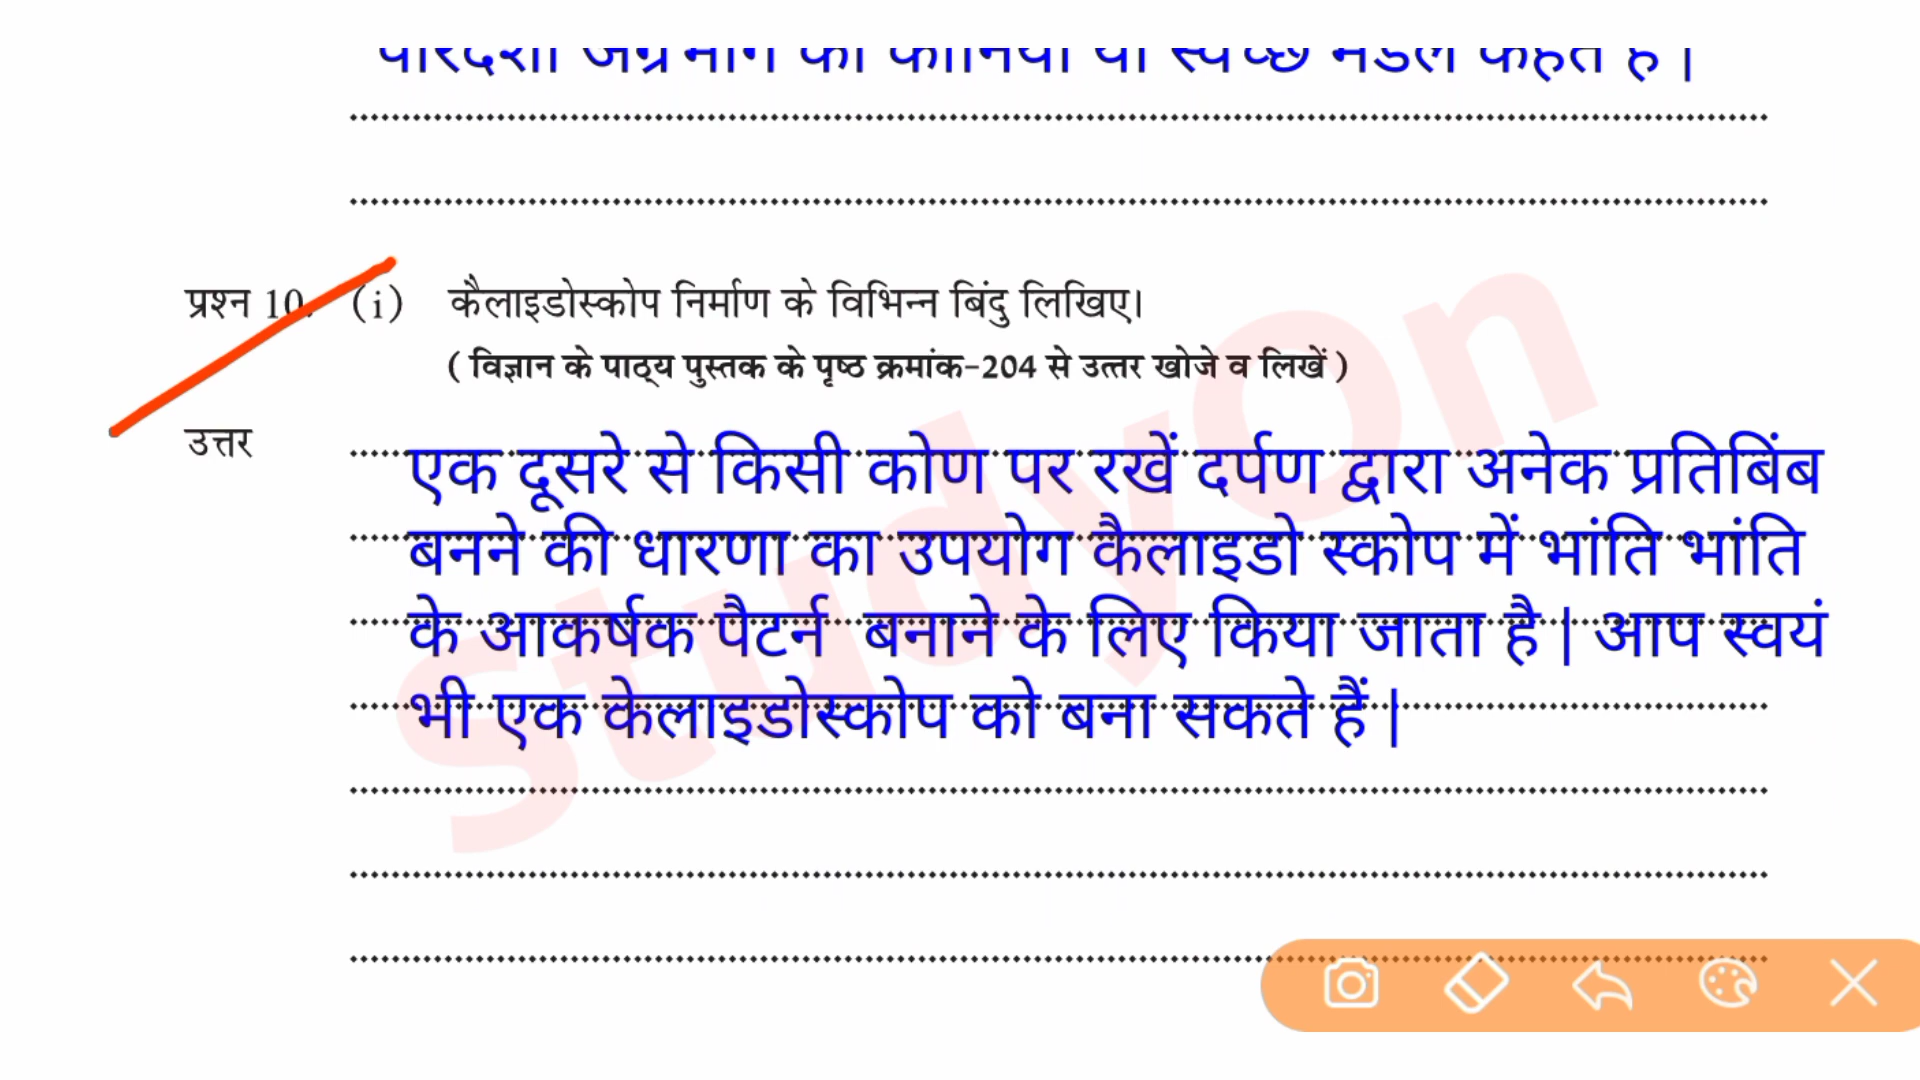 प्रश्न 10. (i) कैलाइडोस्कोप निर्माण के विभिन्न बिंदु लिखिए।
( विज्ञान के पाठ्य पुस्तक के पृष्ठ क्रमांक-204 से उत्तर खोजे व लिखें )
उत्तर एक दूसरे से किसी कोण पर रखें दर्पण द्वारा अनेक प्रतिबिंब
बनने की धारणा का उपयोग कैलाइडो स्कोप में भांति भांति
के आकर्षक पैटर्न बनाने के लिए किया जाता है | आप स्वयं
भी एक केलाइडोस्कोप को बना सकते हैं |
StudyOn